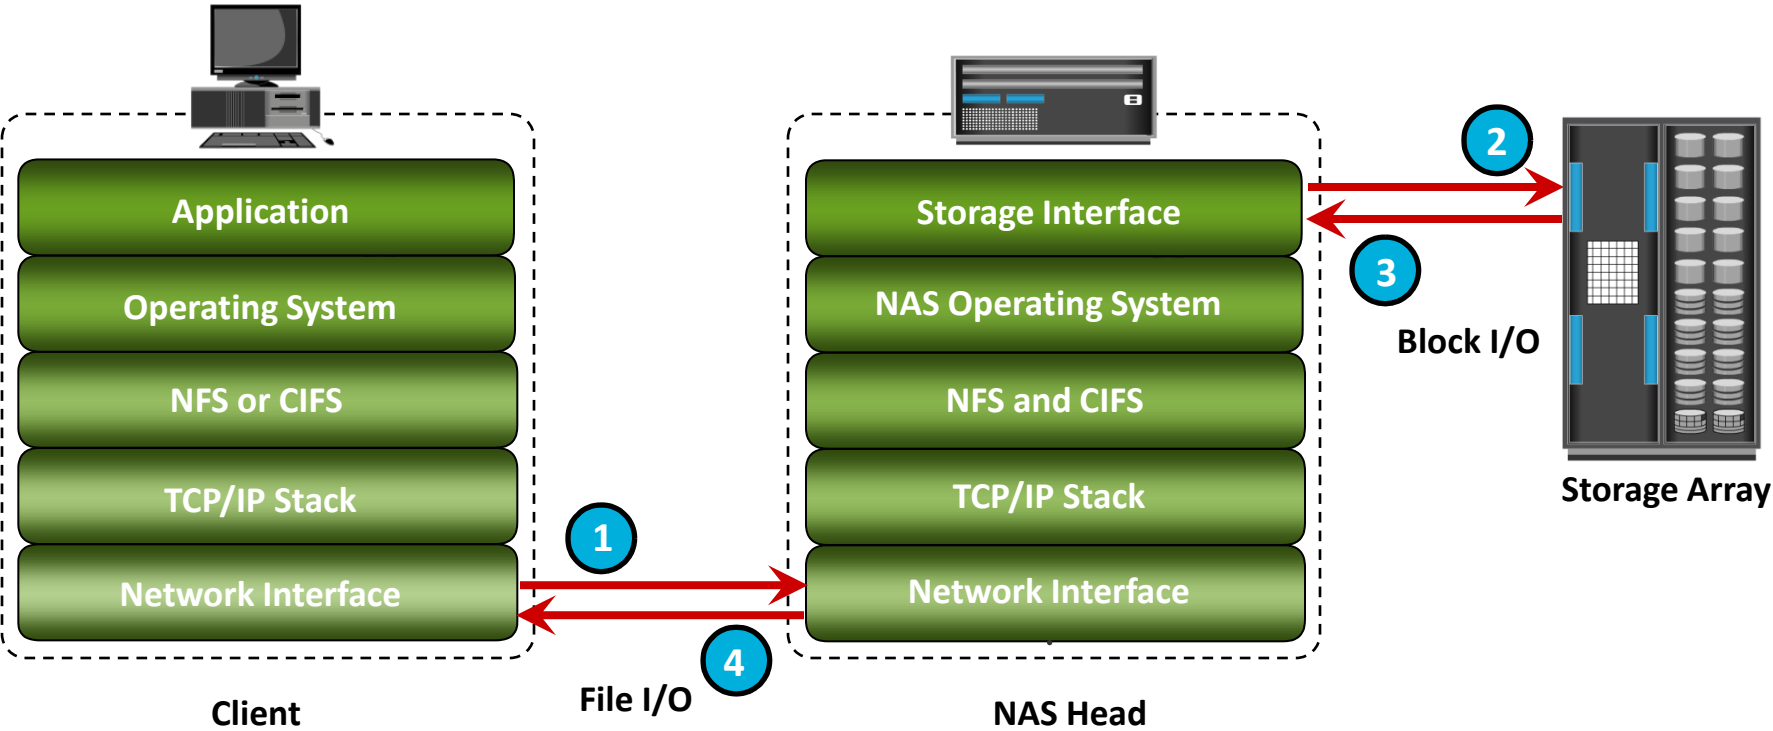 Application
Operating System
NFS or CIFS
TCP/IP Stack
Network Interface
Client
1
4
File I/O
Storage Interface
NAS Operating System
NFS and CIFS
TCP/IP Stack
Network Interface
NAS Head
2
3
Block I/O
Storage Array